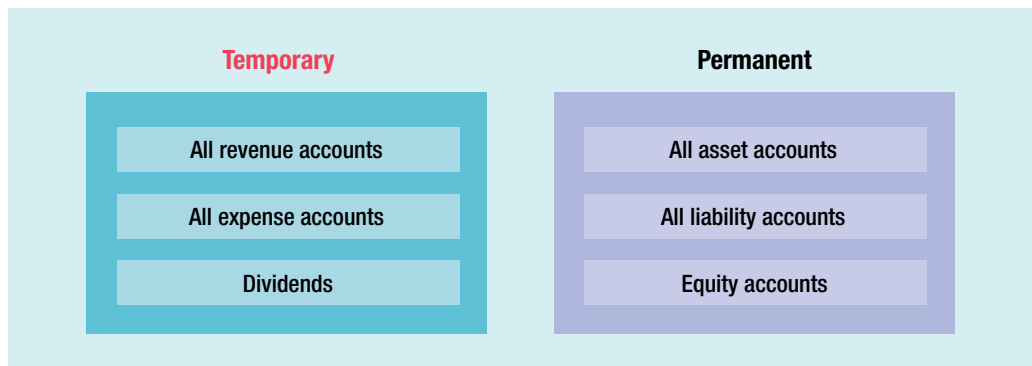 Temporary
All revenue accounts
All expense accounts
Dividends
Permanent
All asset accounts
All liability accounts
Equity accounts